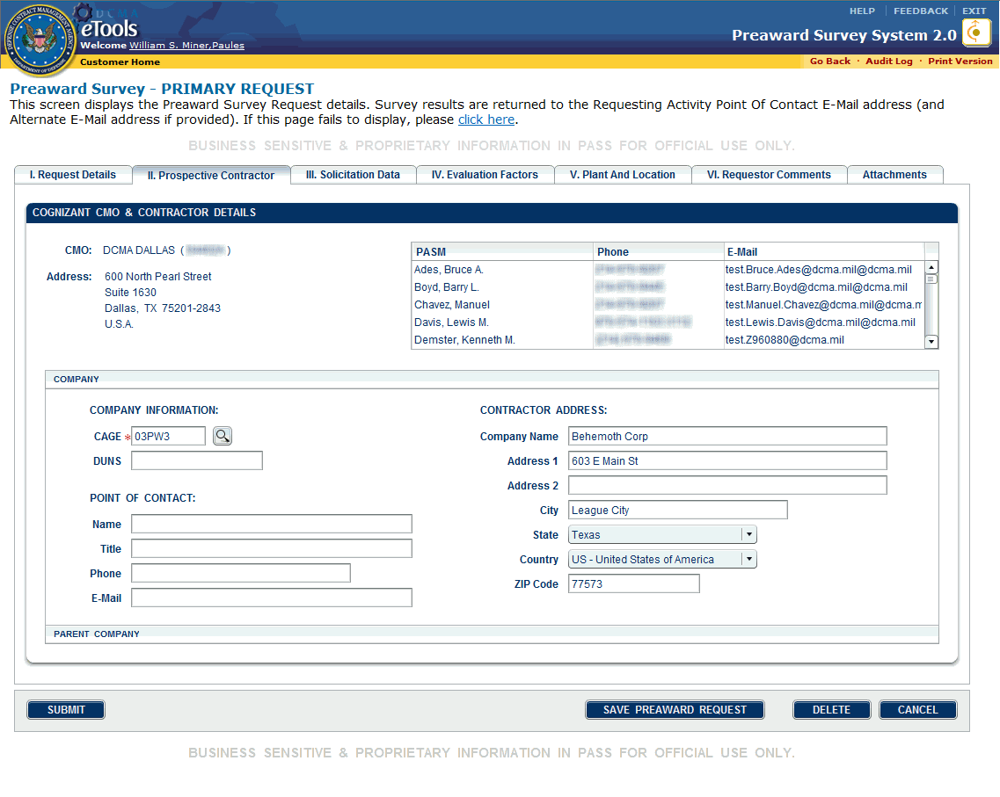 DCMA
eTools
Welcome William S. Miner,Paules
HELP FEEDBACK EXIT
Preaward Survey System 2.0
DEFENSE CONTRACT MANAGEMENT AGENCY
DEPARTMENT OF DEFENSE
Customer Home
Go Back · Audit Log · Print Version
Preaward Survey - PRIMARY REQUEST
This screen displays the Preaward Survey Request details. Survey results are returned to the Requesting Activity Point Of Contact E-Mail address (and
Alternate E-Mail address if provided). If this page fails to display, please click here.
BUSINESS SENSITIVE & PROPRIETARY INFORMATION IN PASS FOR OFFICIAL USE ONLY.
I. Request Details II. Prospective Contractor III. Solicitation Data IV. Evaluation Factors V. Plant And Location VI. Requestor Comments Attachments
COGNIZANT CMO & CONTRACTOR DETAILS
CMO: DCMA DALLAS ( )
Address: 600 North Pearl Street
Suite 1630
Dallas, TX 75201-2843
U.S.A.
PASM Phone E-Mail
Ades, Bruce A. test.Bruce.Ades@dcma.mil@dcma.mil
Boyd, Barry L. test.Barry.Boyd@dcma.mil@dcma.mil
Chavez, Manuel test.Manuel.Chavez@dcma.mil@dcma.m
Davis, Lewis M. test.Lewis.Davis@dcma.mil@dcma.mil
Demster, Kenneth M. test.Z960880@dcma.mil
COMPANY
COMPANY INFORMATION:
CAGE * 03PW3
DUNS
POINT OF CONTACT:
Name
Title
Phone
E-Mail
CONTRACTOR ADDRESS:
Company Name Behemoth Corp
Address 1 603 E Main St
Address 2
City League City
State Texas
Country US - United States of America
ZIP Code 77573
PARENT COMPANY
SUBMIT SAVE PREAWARD REQUEST DELETE CANCEL
BUSINESS SENSITIVE & PROPRIETARY INFORMATION IN PASS FOR OFFICIAL USE ONLY.